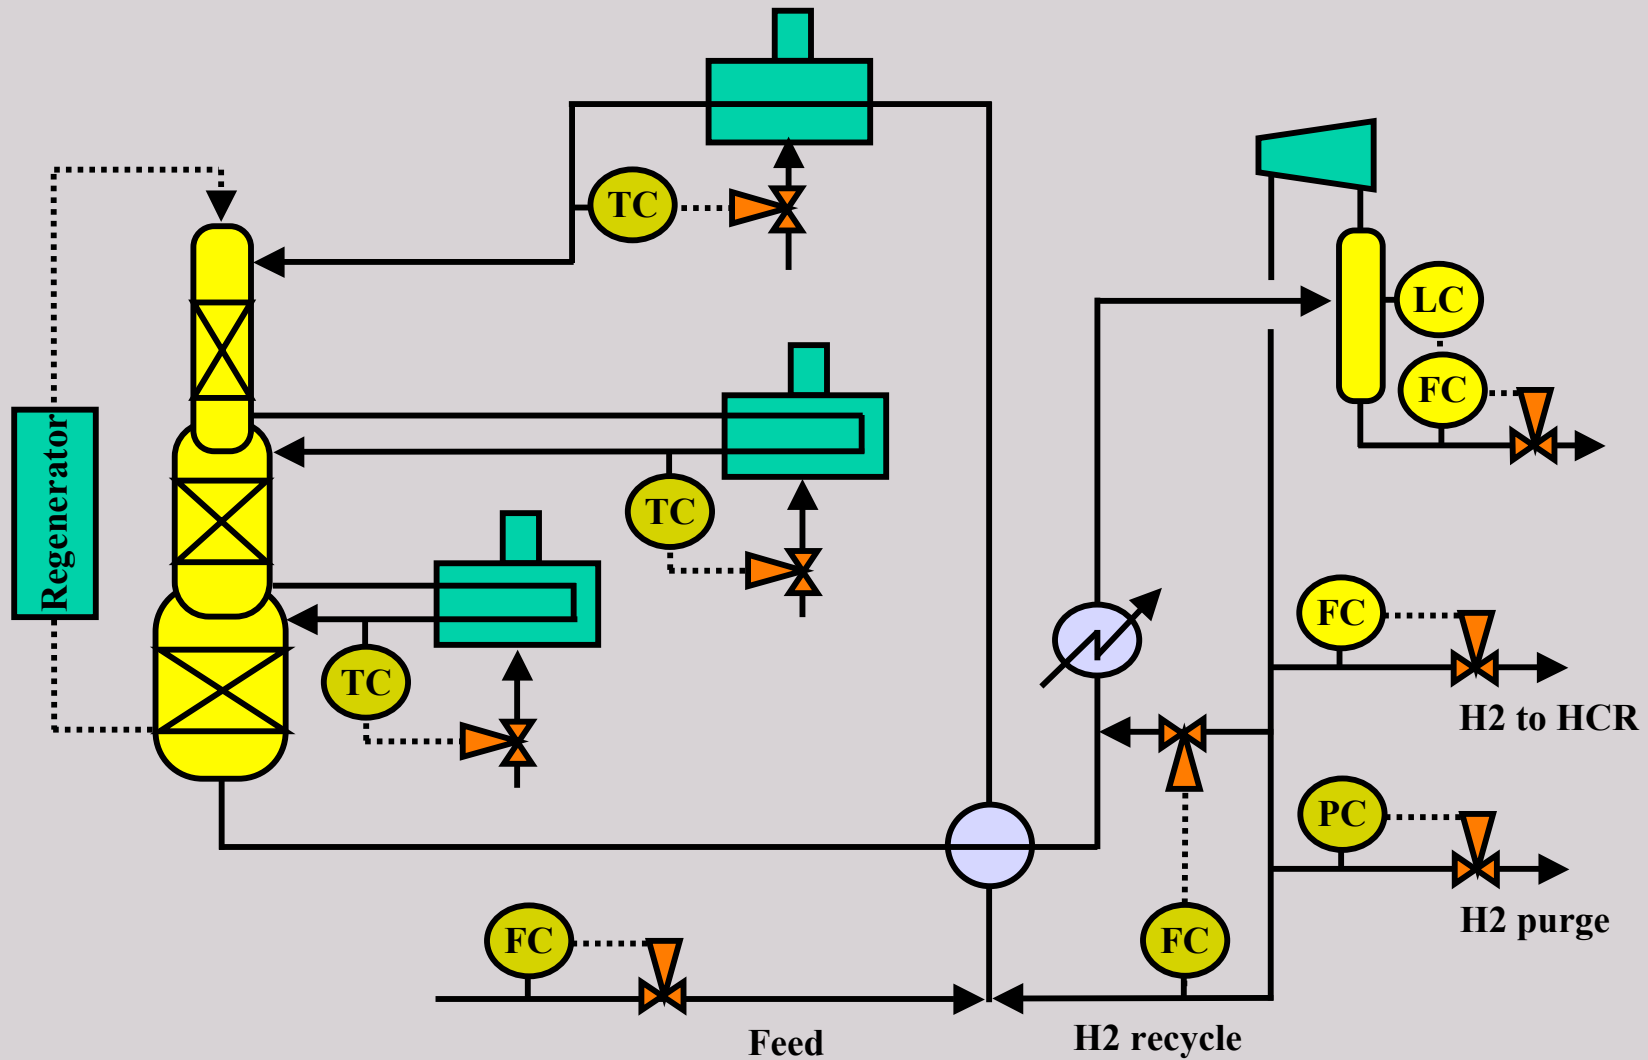 TC
LC
FC
Regenerator
TC
TC
FC
H2 to HCR
PC
H2 purge
FC
FC
Feed
H2 recycle